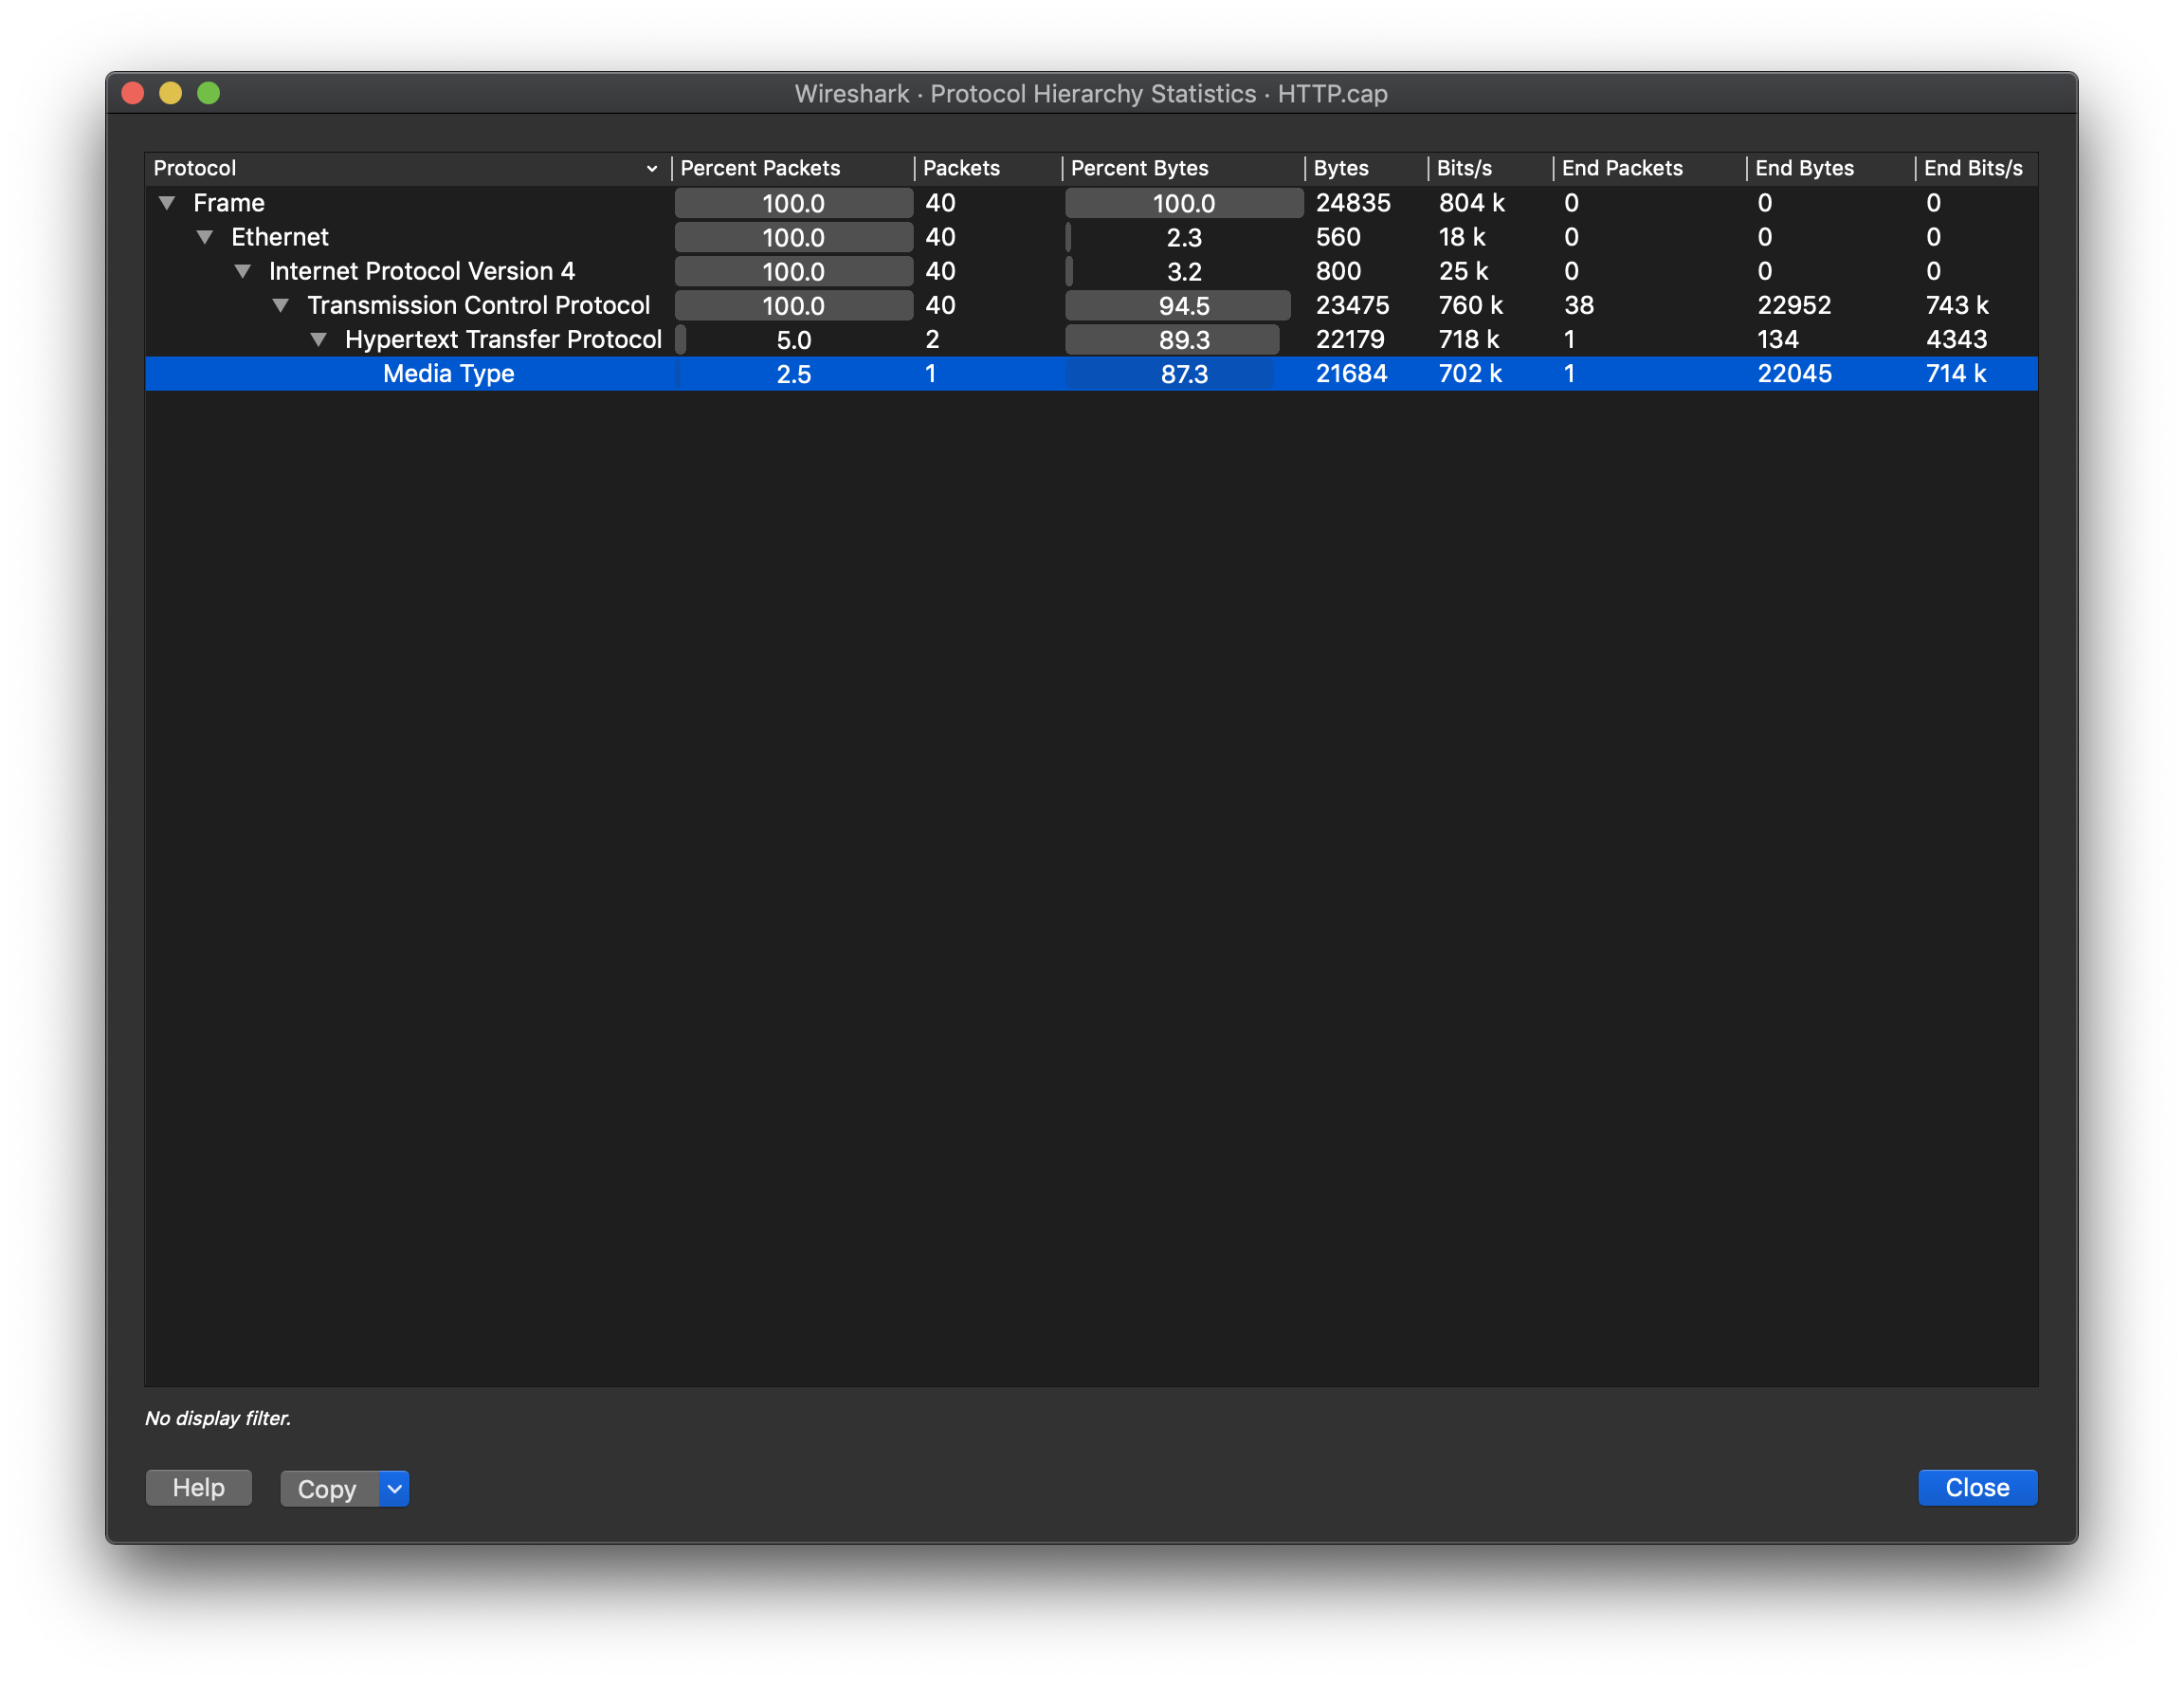 Wireshark · Protocol Hierarchy Statistics · HTTP.cap
Protocol Percent Packets Packets Percent Bytes Bytes Bits/s End Packets End Bytes End Bits/s
Frame 100.0 40 100.0 24835 804 k 0 0 0
Ethernet 100.0 40 2.3 560 18 k 0 0 0
Internet Protocol Version 4 100.0 40 3.2 800 25 k 0 0 0
Transmission Control Protocol 100.0 40 94.5 23475 760 k 38 22952 743 k
Hypertext Transfer Protocol 5.0 2 89.3 22179 718 k 1 134 4343
Media Type 2.5 1 87.3 21684 702 k 1 22045 714 k
No display filter.
Help Copy Close